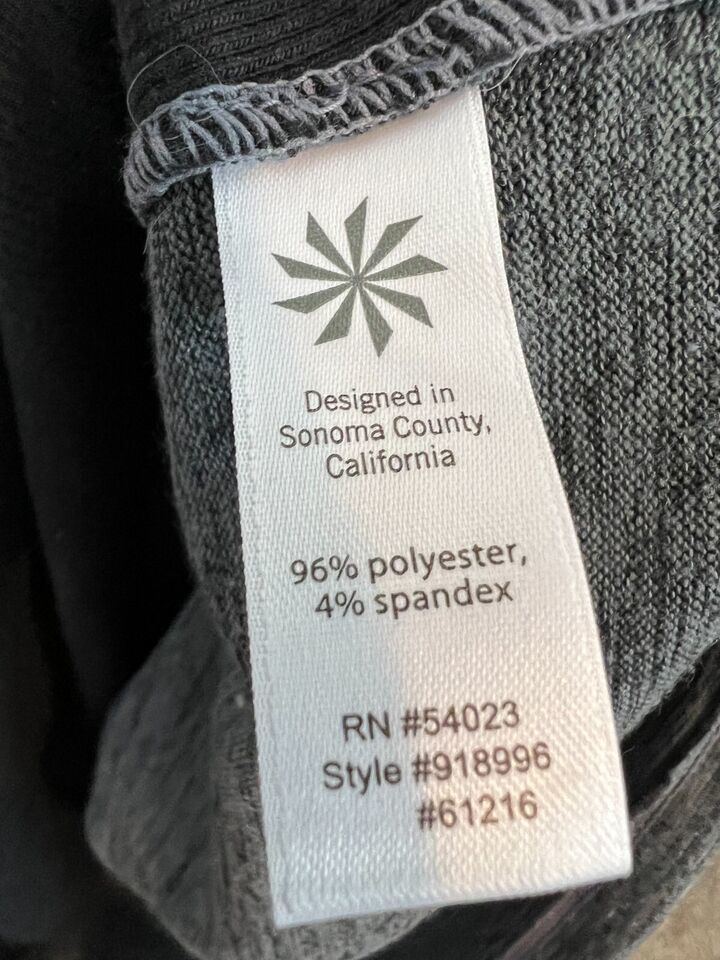 Designed in
Sonoma County,
California
96% polyester,
4% spandex
RN #54023
Style #918996
#61216